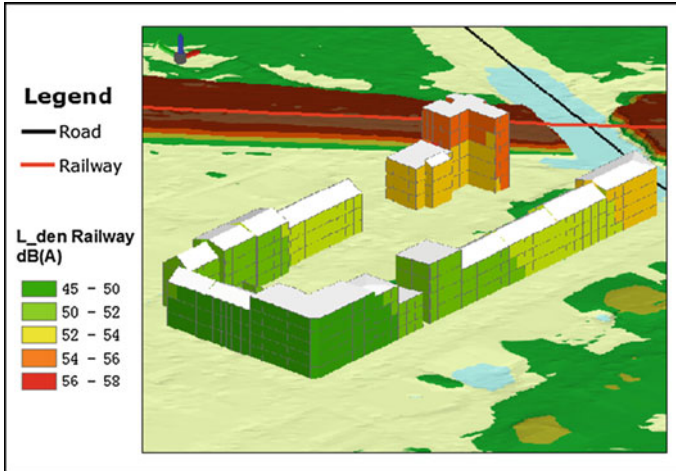 Legend
Road
Railway
L_den Railway
dB(A)
45 - 50
50 - 52
52 - 54
54 - 56
56 - 58